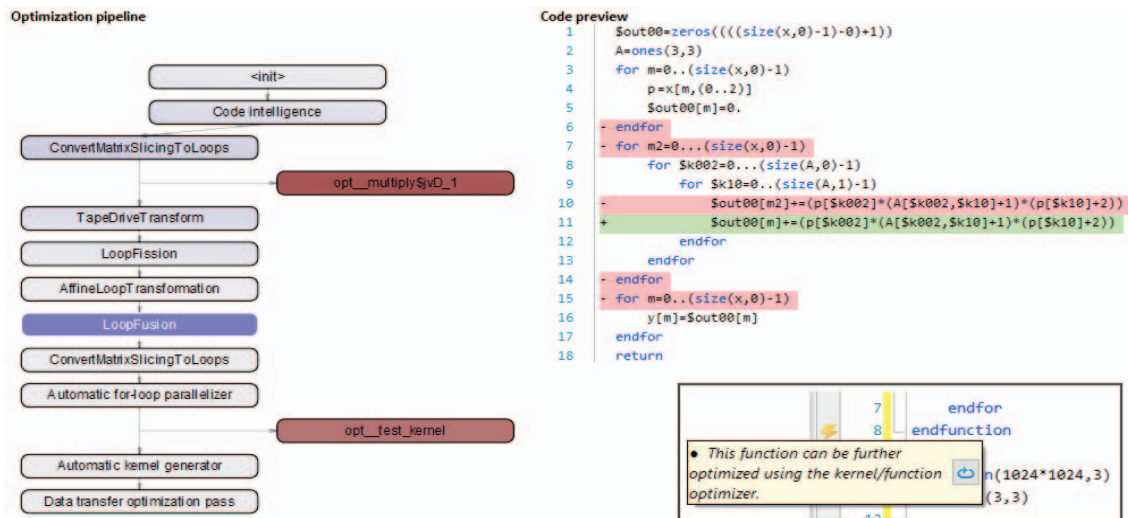 Optimization pipeline
<init>
Code intelligence
ConvertMatrixSlicingToLoops
opt__multiply$jvD_1
TapeDriveTransform
LoopFission
AffineLoopTransformation
LoopFusion
ConvertMatrixSlicingToLoops
Automatic for-loop parallelizer
opt__test_kernel
Automatic kernel generator
Data transfer optimization pass
Code preview
1 $out00=zeros((((size(x,0)-1)-0)+1))
2 A=ones(3,3)
3 for m=0..(size(x,0)-1)
4 p=x[m,(0..2)]
5 $out00[m]=0.
6 - endfor
7 - for m2=0...(size(x,0)-1)
8 for $k002=0...(size(A,0)-1)
9 for $k10=0..(size(A,1)-1)
10 - $out00[m2]+=(p[$k002]*(A[$k002,$k10]+1)*(p[$k10]+2))
11 + $out00[m]+=(p[$k002]*(A[$k002,$k10]+1)*(p[$k10]+2))
12 endfor
13 endfor
14 - endfor
15 - for m=0..(size(x,0)-1)
16 y[m]=$out00[m]
17 endfor
18 return
7 endfor
8 endfunction
• This function can be further
optimized using the kernel/function n(1024*1024,3)
optimizer. (3,3)